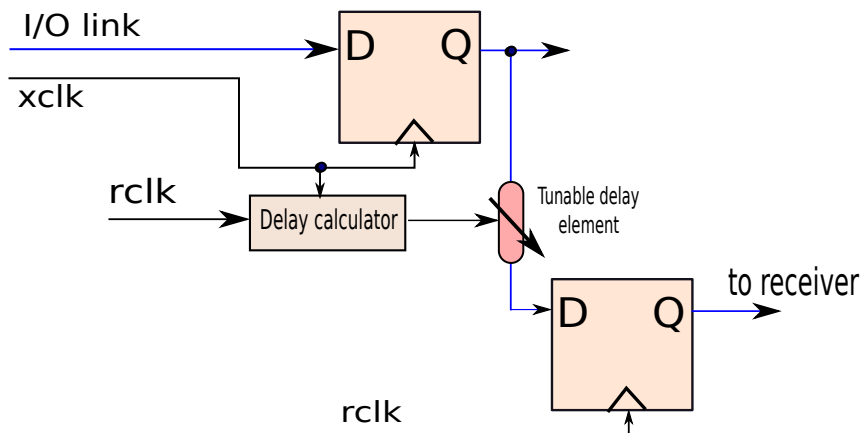 I/O link
D Q
xclk
rclk
Delay calculator
Tunable delay
element
to receiver
D Q
rclk